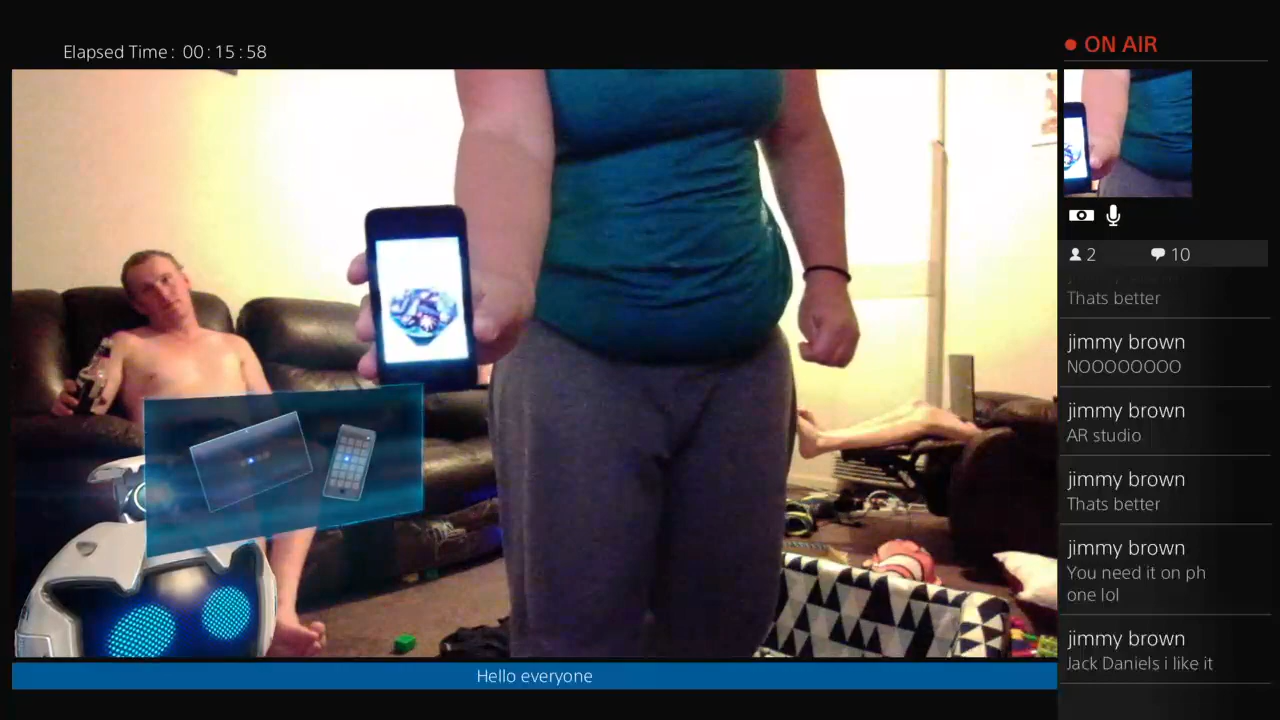 Elapsed Time: 00:15:58
ON AIR
2
10
Thats better
jimmy brown
NOOOOOOOO
jimmy brown
AR studio
jimmy brown
Thats better
jimmy brown
You need it on ph
one lol
jimmy brown
Jack Daniels i like it
Hello everyone